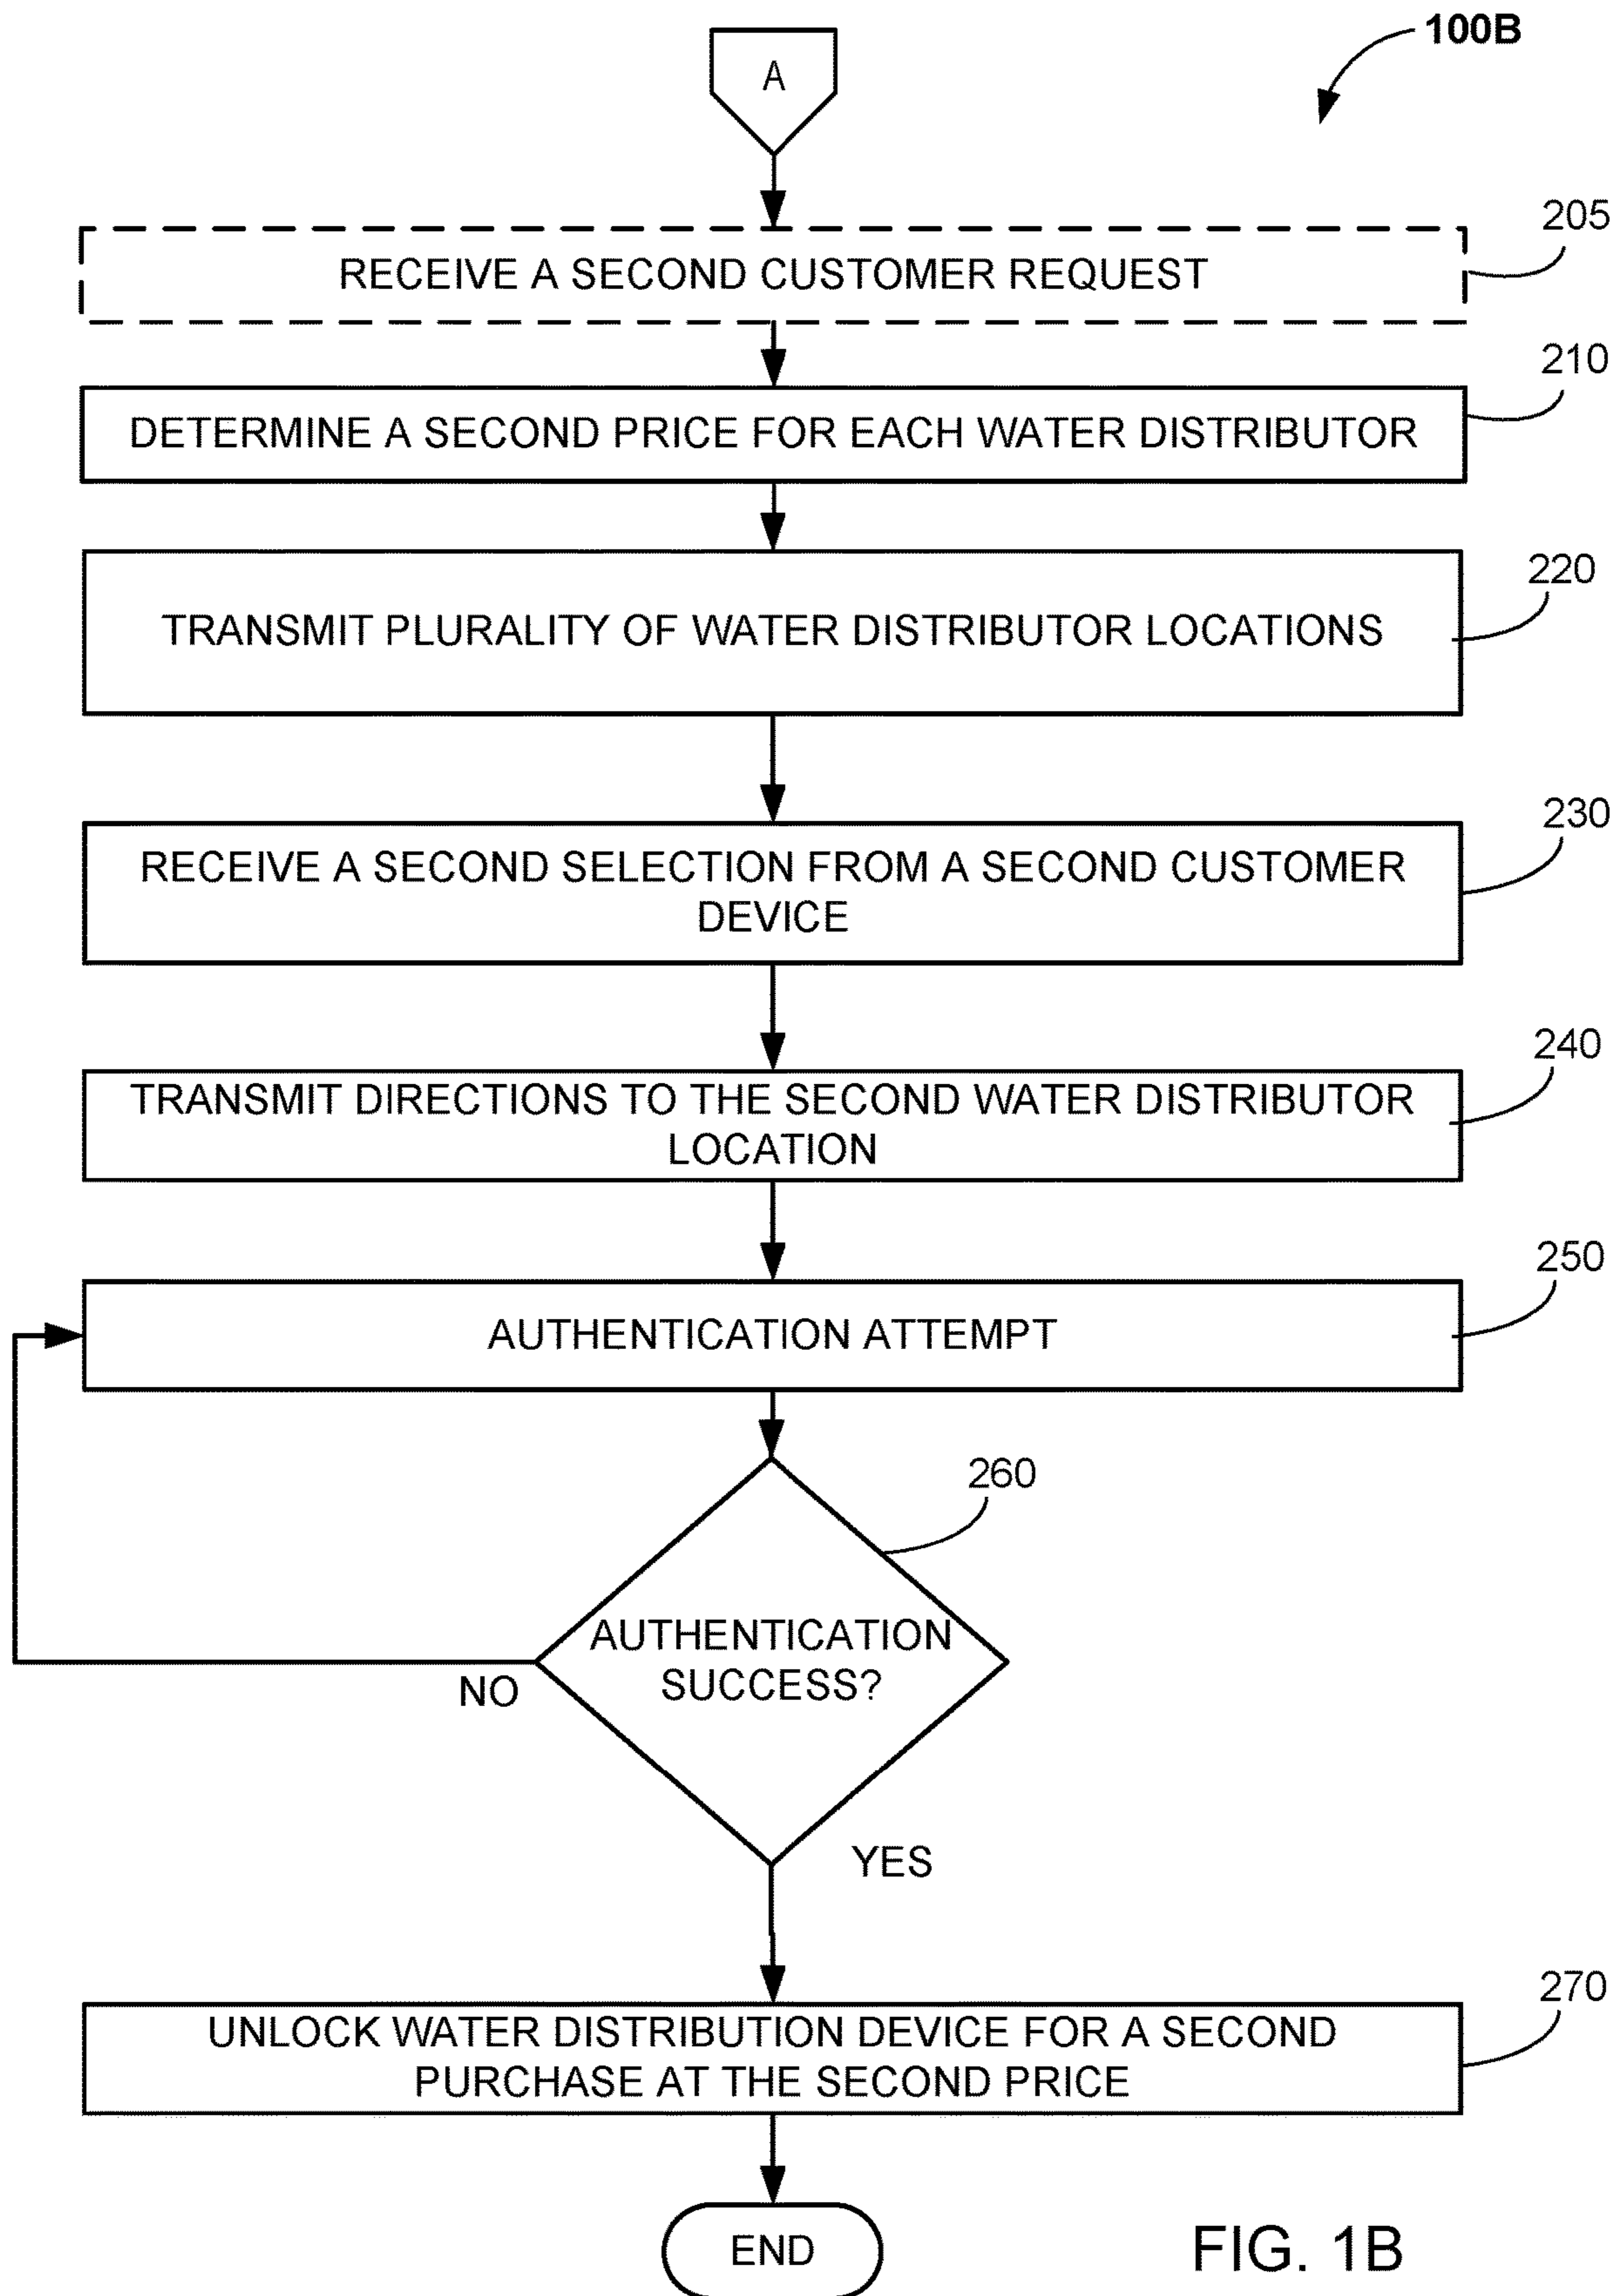 100B
A
205
RECEIVE A SECOND CUSTOMER REQUEST
210
DETERMINE A SECOND PRICE FOR EACH WATER DISTRIBUTOR
220
TRANSMIT PLURALITY OF WATER DISTRIBUTOR LOCATIONS
230
RECEIVE A SECOND SELECTION FROM A SECOND CUSTOMER
DEVICE
240
TRANSMIT DIRECTIONS TO THE SECOND WATER DISTRIBUTOR
LOCATION
250
AUTHENTICATION ATTEMPT
260
AUTHENTICATION
SUCCESS?
NO
YES
270
UNLOCK WATER DISTRIBUTION DEVICE FOR A SECOND
PURCHASE AT THE SECOND PRICE
END
FIG. 1B